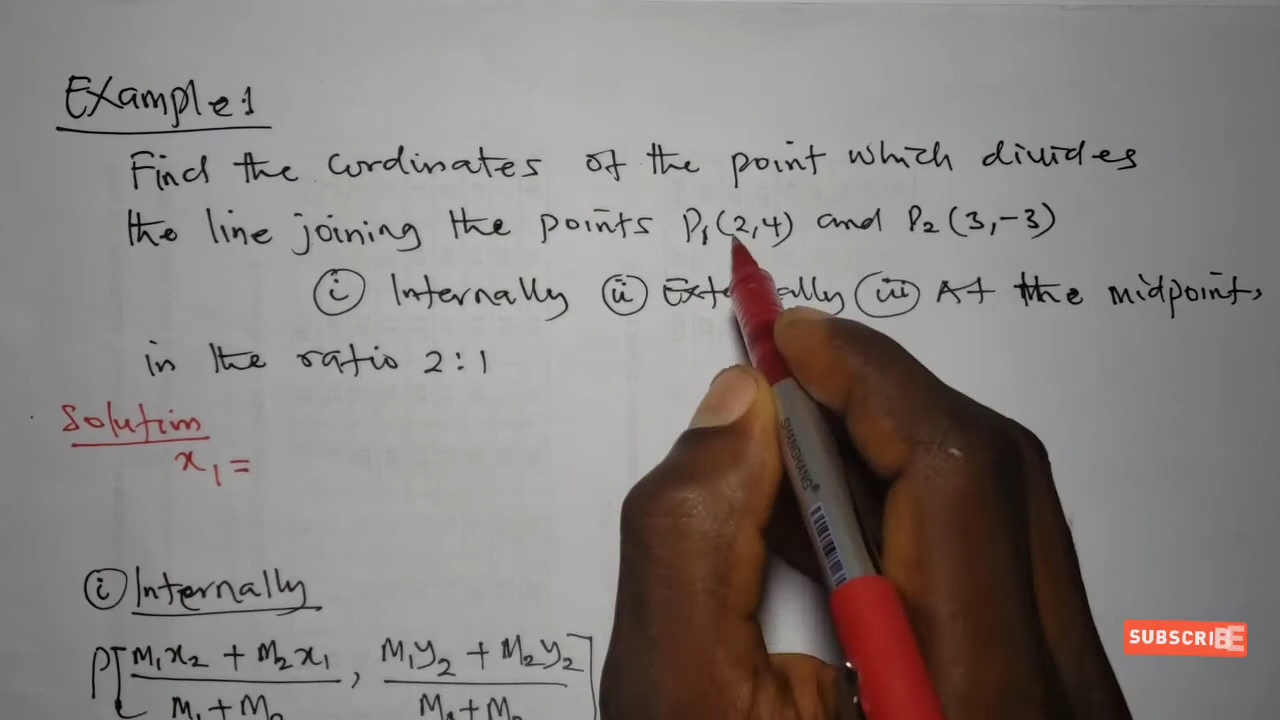 Example 1
Find the cordinates of the point which divides
the line joining the points P₁(2,4) and P₂(3,-3)
(i) Internally (ii) (iii) At the midpoint,
in the ratio 2:1
Solution
x₁ =
(i) Internally
P[M₁x₂ + M₂x₁ / M₁ + M₂, M₁y₂ + M₂y₂ / M₁ + M₂]
SHANGHANG
SUBSCRIBE